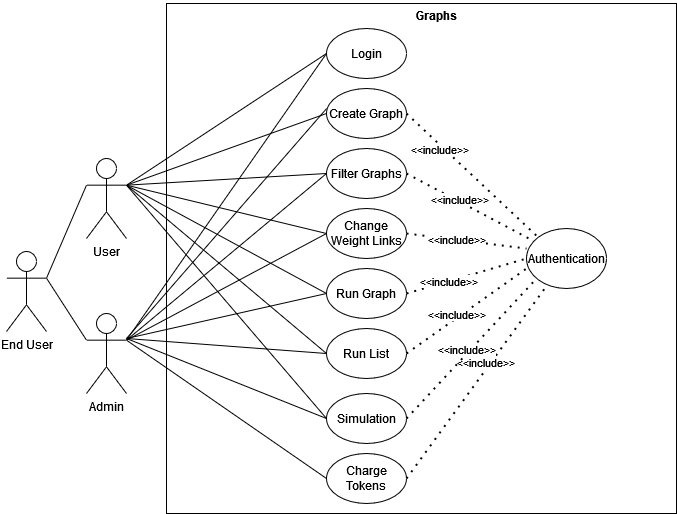 Graphs
Login
Create Graph
<<include>>
Filter Graphs
<<include>>
User
Change
Weight Links
<<include>>
Authentication
Run Graph
<<include>>
<<include>>
End User
Run List
<<include>>
<<include>>
Admin
Simulation
Charge
Tokens